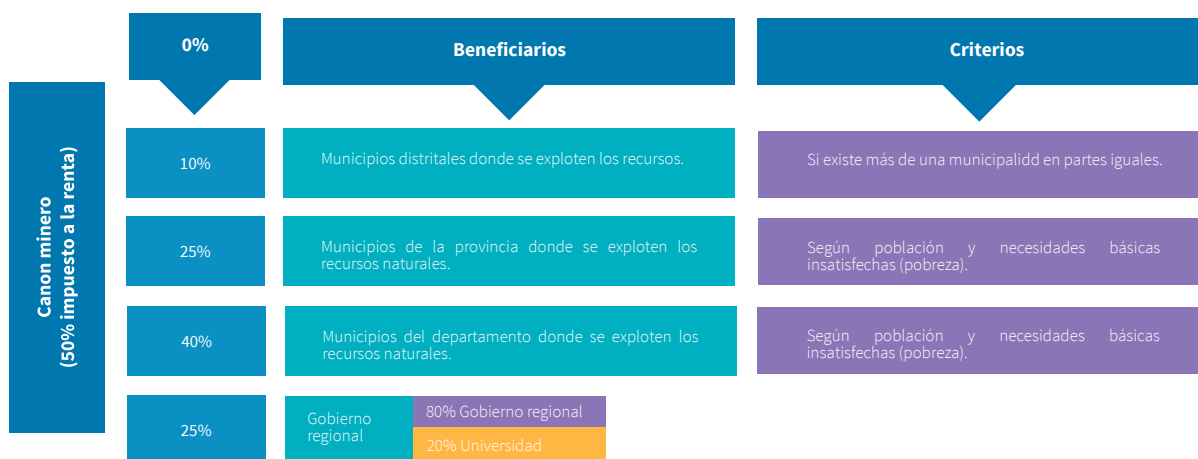 0%
Beneficiarios
Criterios
Canon minero
(50% impuesto a la renta)
10%
Municipios distritales donde se exploten los recursos.
Si existe más de una municipalidd en partes iguales.
25%
Municipios de la provincia donde se exploten los
recursos naturales.
Según población y necesidades básicas
insatisfechas (pobreza).
40%
Municipios del departamento donde se exploten los
recursos naturales.
Según población y necesidades básicas
insatisfechas (pobreza).
25%
Gobierno
regional
80% Gobierno regional
20% Universidad